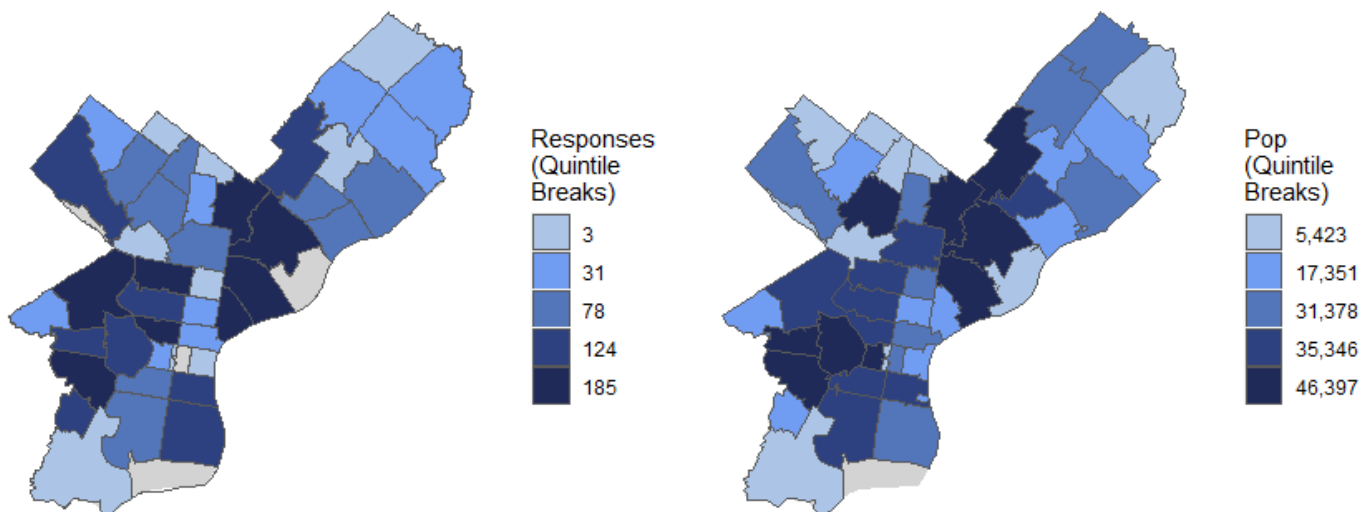 Responses
(Quintile
Breaks)
3
31
78
124
185
Pop
(Quintile
Breaks)
5,423
17,351
31,378
35,346
46,397